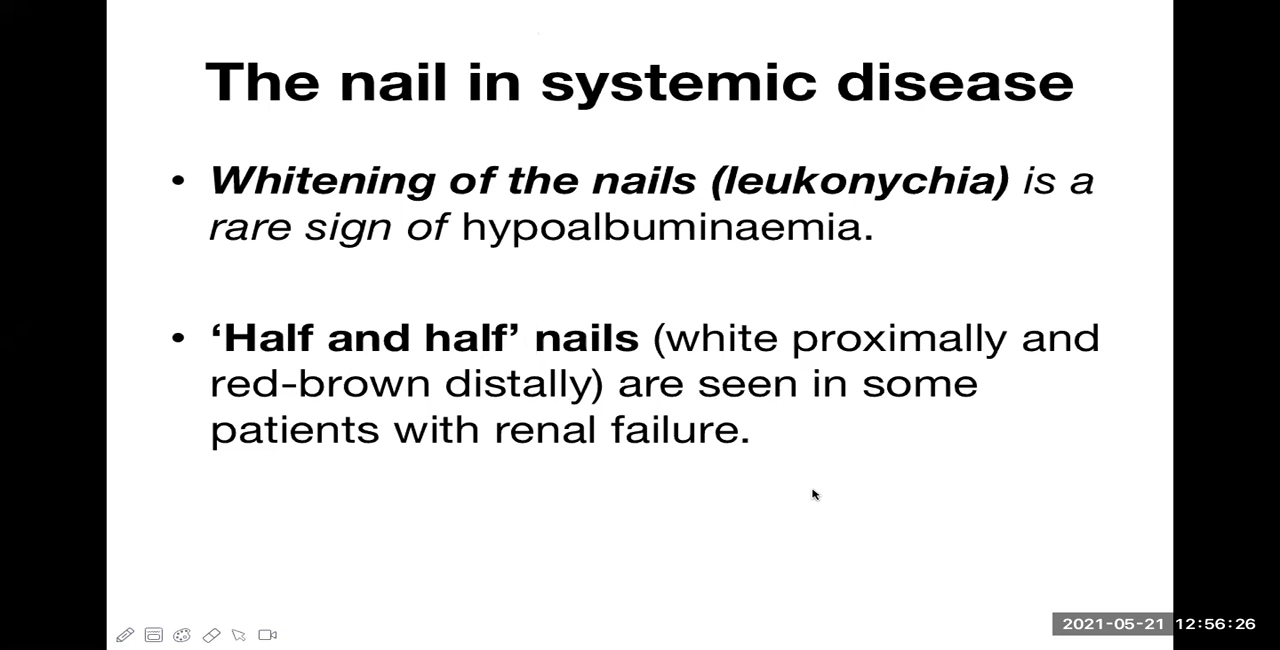 The nail in systemic disease
• Whitening of the nails (leukonychia) is a
rare sign of hypoalbuminaemia.
• ‘Half and half’ nails (white proximally and
red-brown distally) are seen in some
patients with renal failure.
2021-05-21 12:56:26